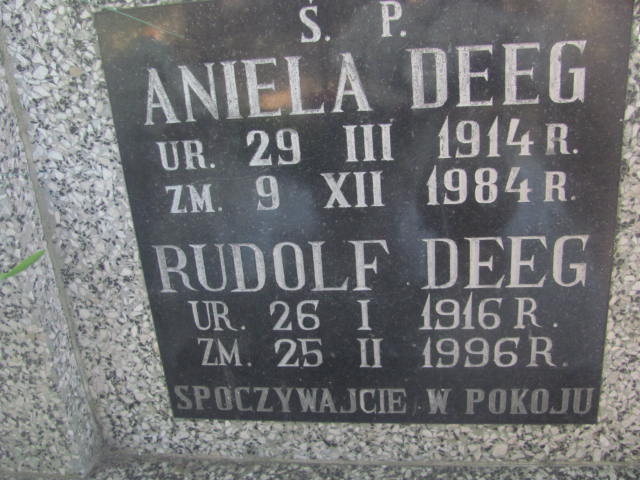 Ś. P.
ANIELA DEEG
UR. 29 III 1914 R.
ZM. 9 XII 1984 R.
RUDOLF DEEG
UR. 26 I 1916 R.
ZM. 25 II 1996 R.
SPOCZYWAJCIE W POKOJU